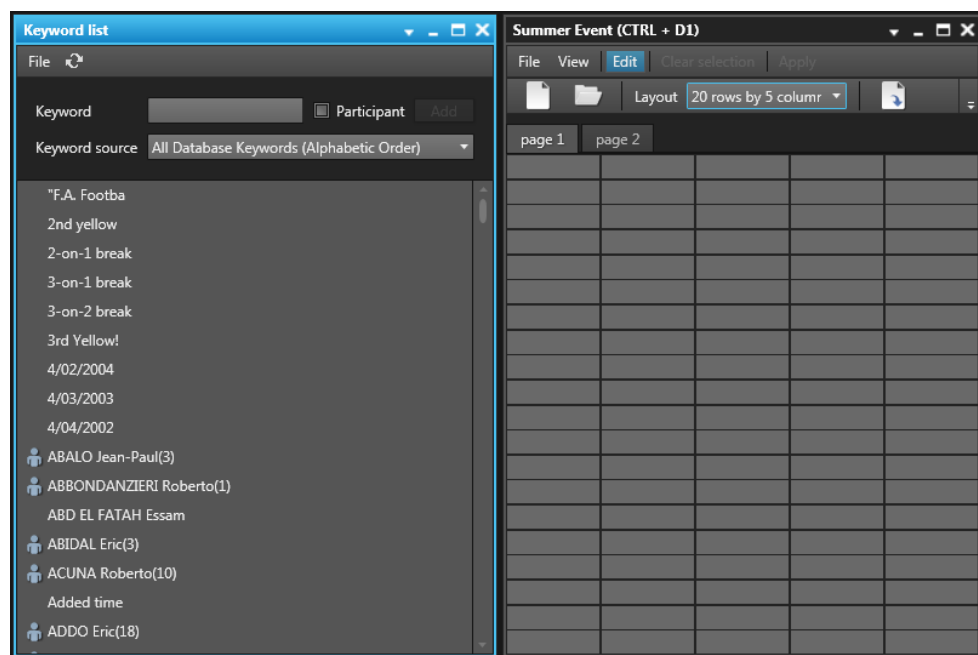 Keyword list
File
Keyword Participant Add
Keyword source All Database Keywords (Alphabetic Order)
"F.A. Footba
2nd yellow
2-on-1 break
3-on-1 break
3-on-2 break
3rd Yellow!
4/02/2004
4/03/2003
4/04/2002
ABALO Jean-Paul(3)
ABBONDANZIERI Roberto(1)
ABD EL FATAH Essam
ABIDAL Eric(3)
ACUNA Roberto(10)
Added time
ADDO Eric(18)
Summer Event (CTRL + D1)
File View Edit Clear selection Apply
Layout 20 rows by 5 columr
page 1 page 2